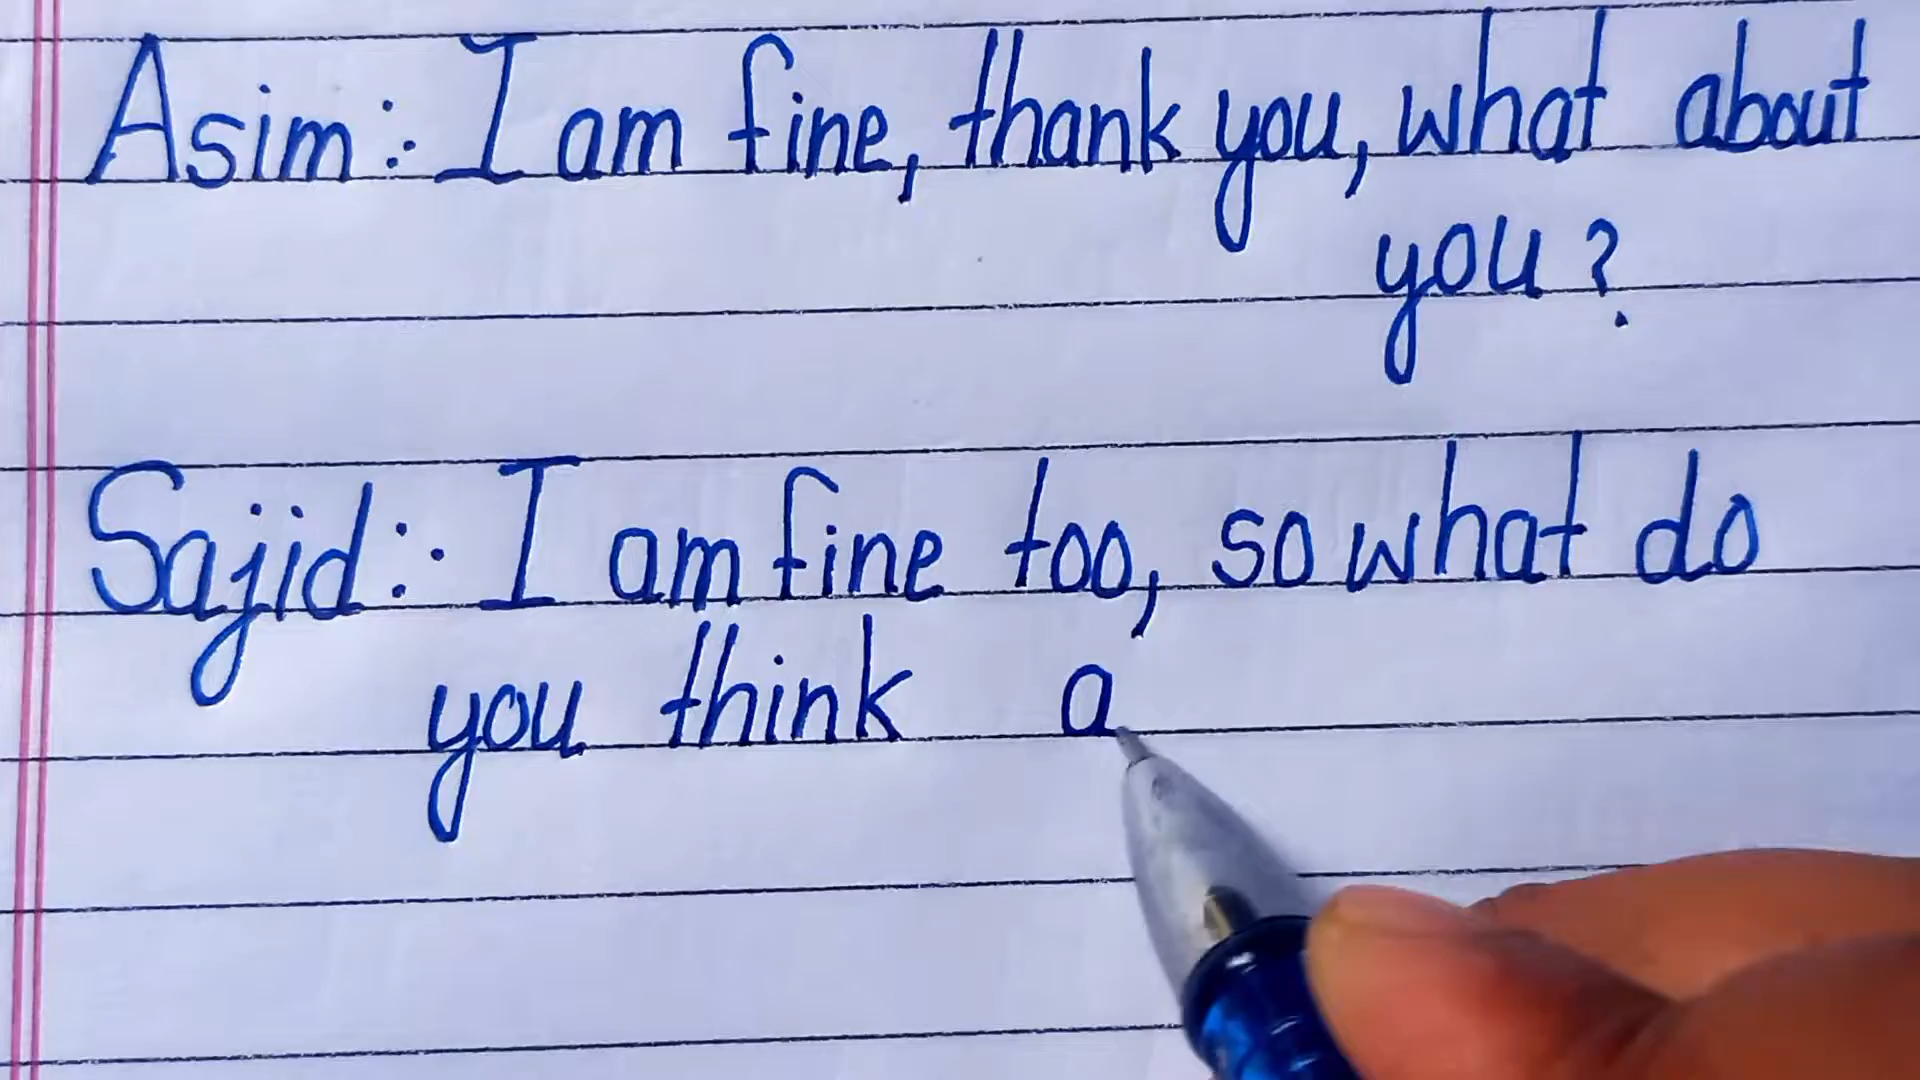 Asim:- I am fine, thank you, what about
you?
Sajid:- I am fine too, so what do
you think a